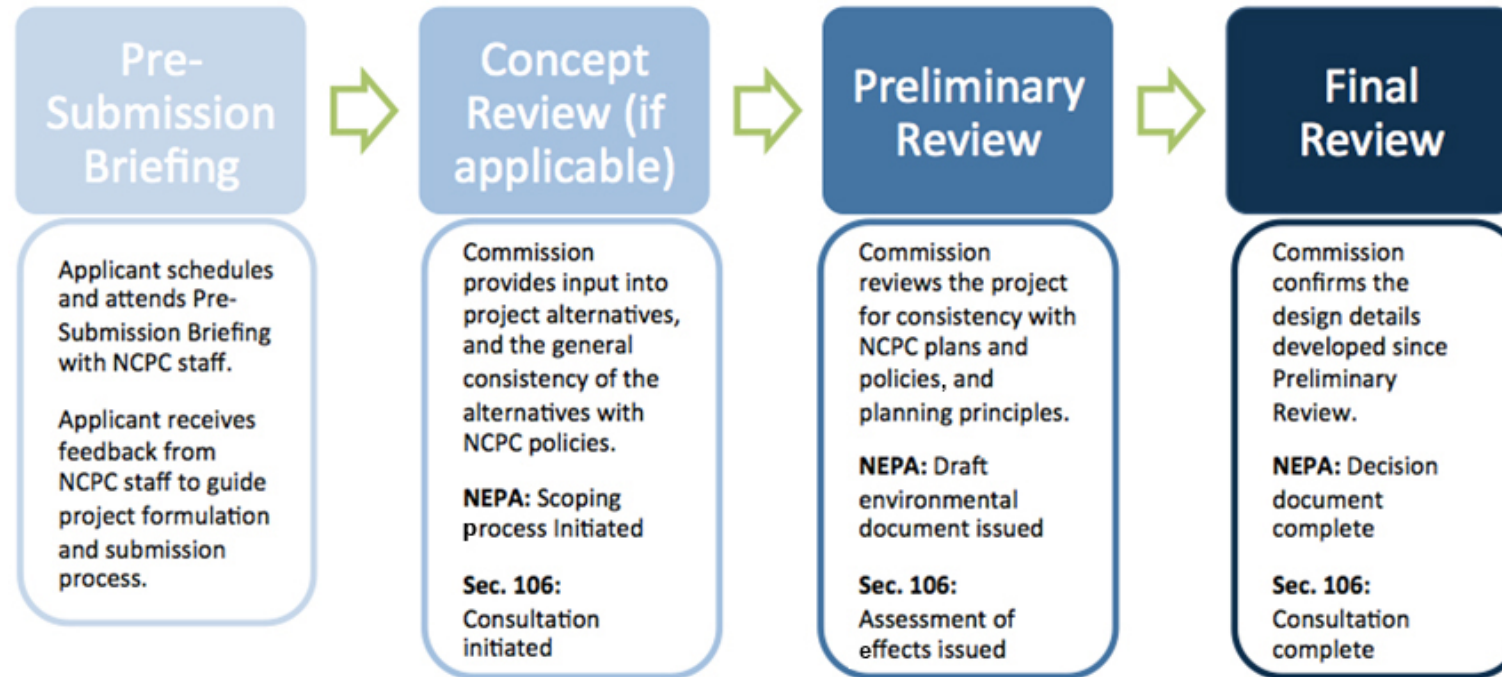 Pre-
Submission
Briefing
Applicant schedules
and attends Pre-
Submission Briefing
with NCPC staff.
Applicant receives
feedback from
NCPC staff to guide
project formulation
and submission
process.
Concept
Review (if
applicable)
Commission
provides input into
project alternatives,
and the general
consistency of the
alternatives with
NCPC policies.
NEPA: Scoping
process Initiated
Sec. 106:
Consultation
initiated
Preliminary
Review
Commission
reviews the project
for consistency with
NCPC plans and
policies, and
planning principles.
NEPA: Draft
environmental
document issued
Sec. 106:
Assessment of
effects issued
Final
Review
Commission
confirms the
design details
developed since
Preliminary
Review.
NEPA: Decision
document
complete
Sec. 106:
Consultation
complete